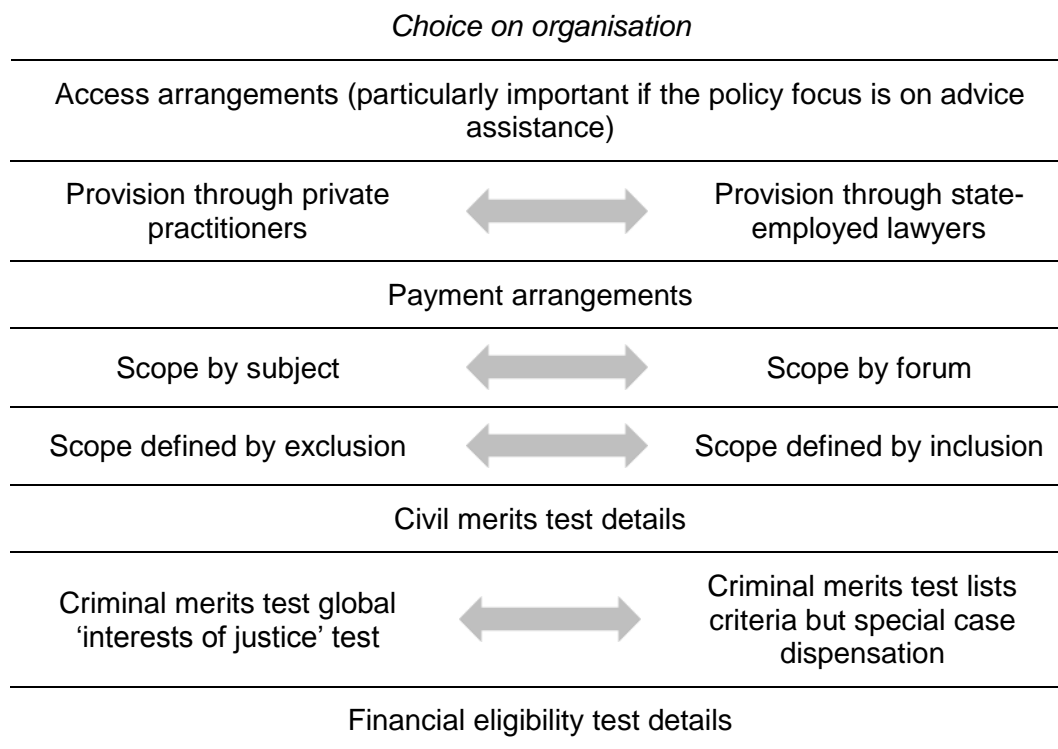 Choice on organisation
Access arrangements (particularly important if the policy focus is on advice
assistance)
Provision through private
practitioners
Provision through state-
employed lawyers
Payment arrangements
Scope by subject
Scope by forum
Scope defined by exclusion
Scope defined by inclusion
Civil merits test details
Criminal merits test global
‘interests of justice’ test
Criminal merits test lists
criteria but special case
dispensation
Financial eligibility test details